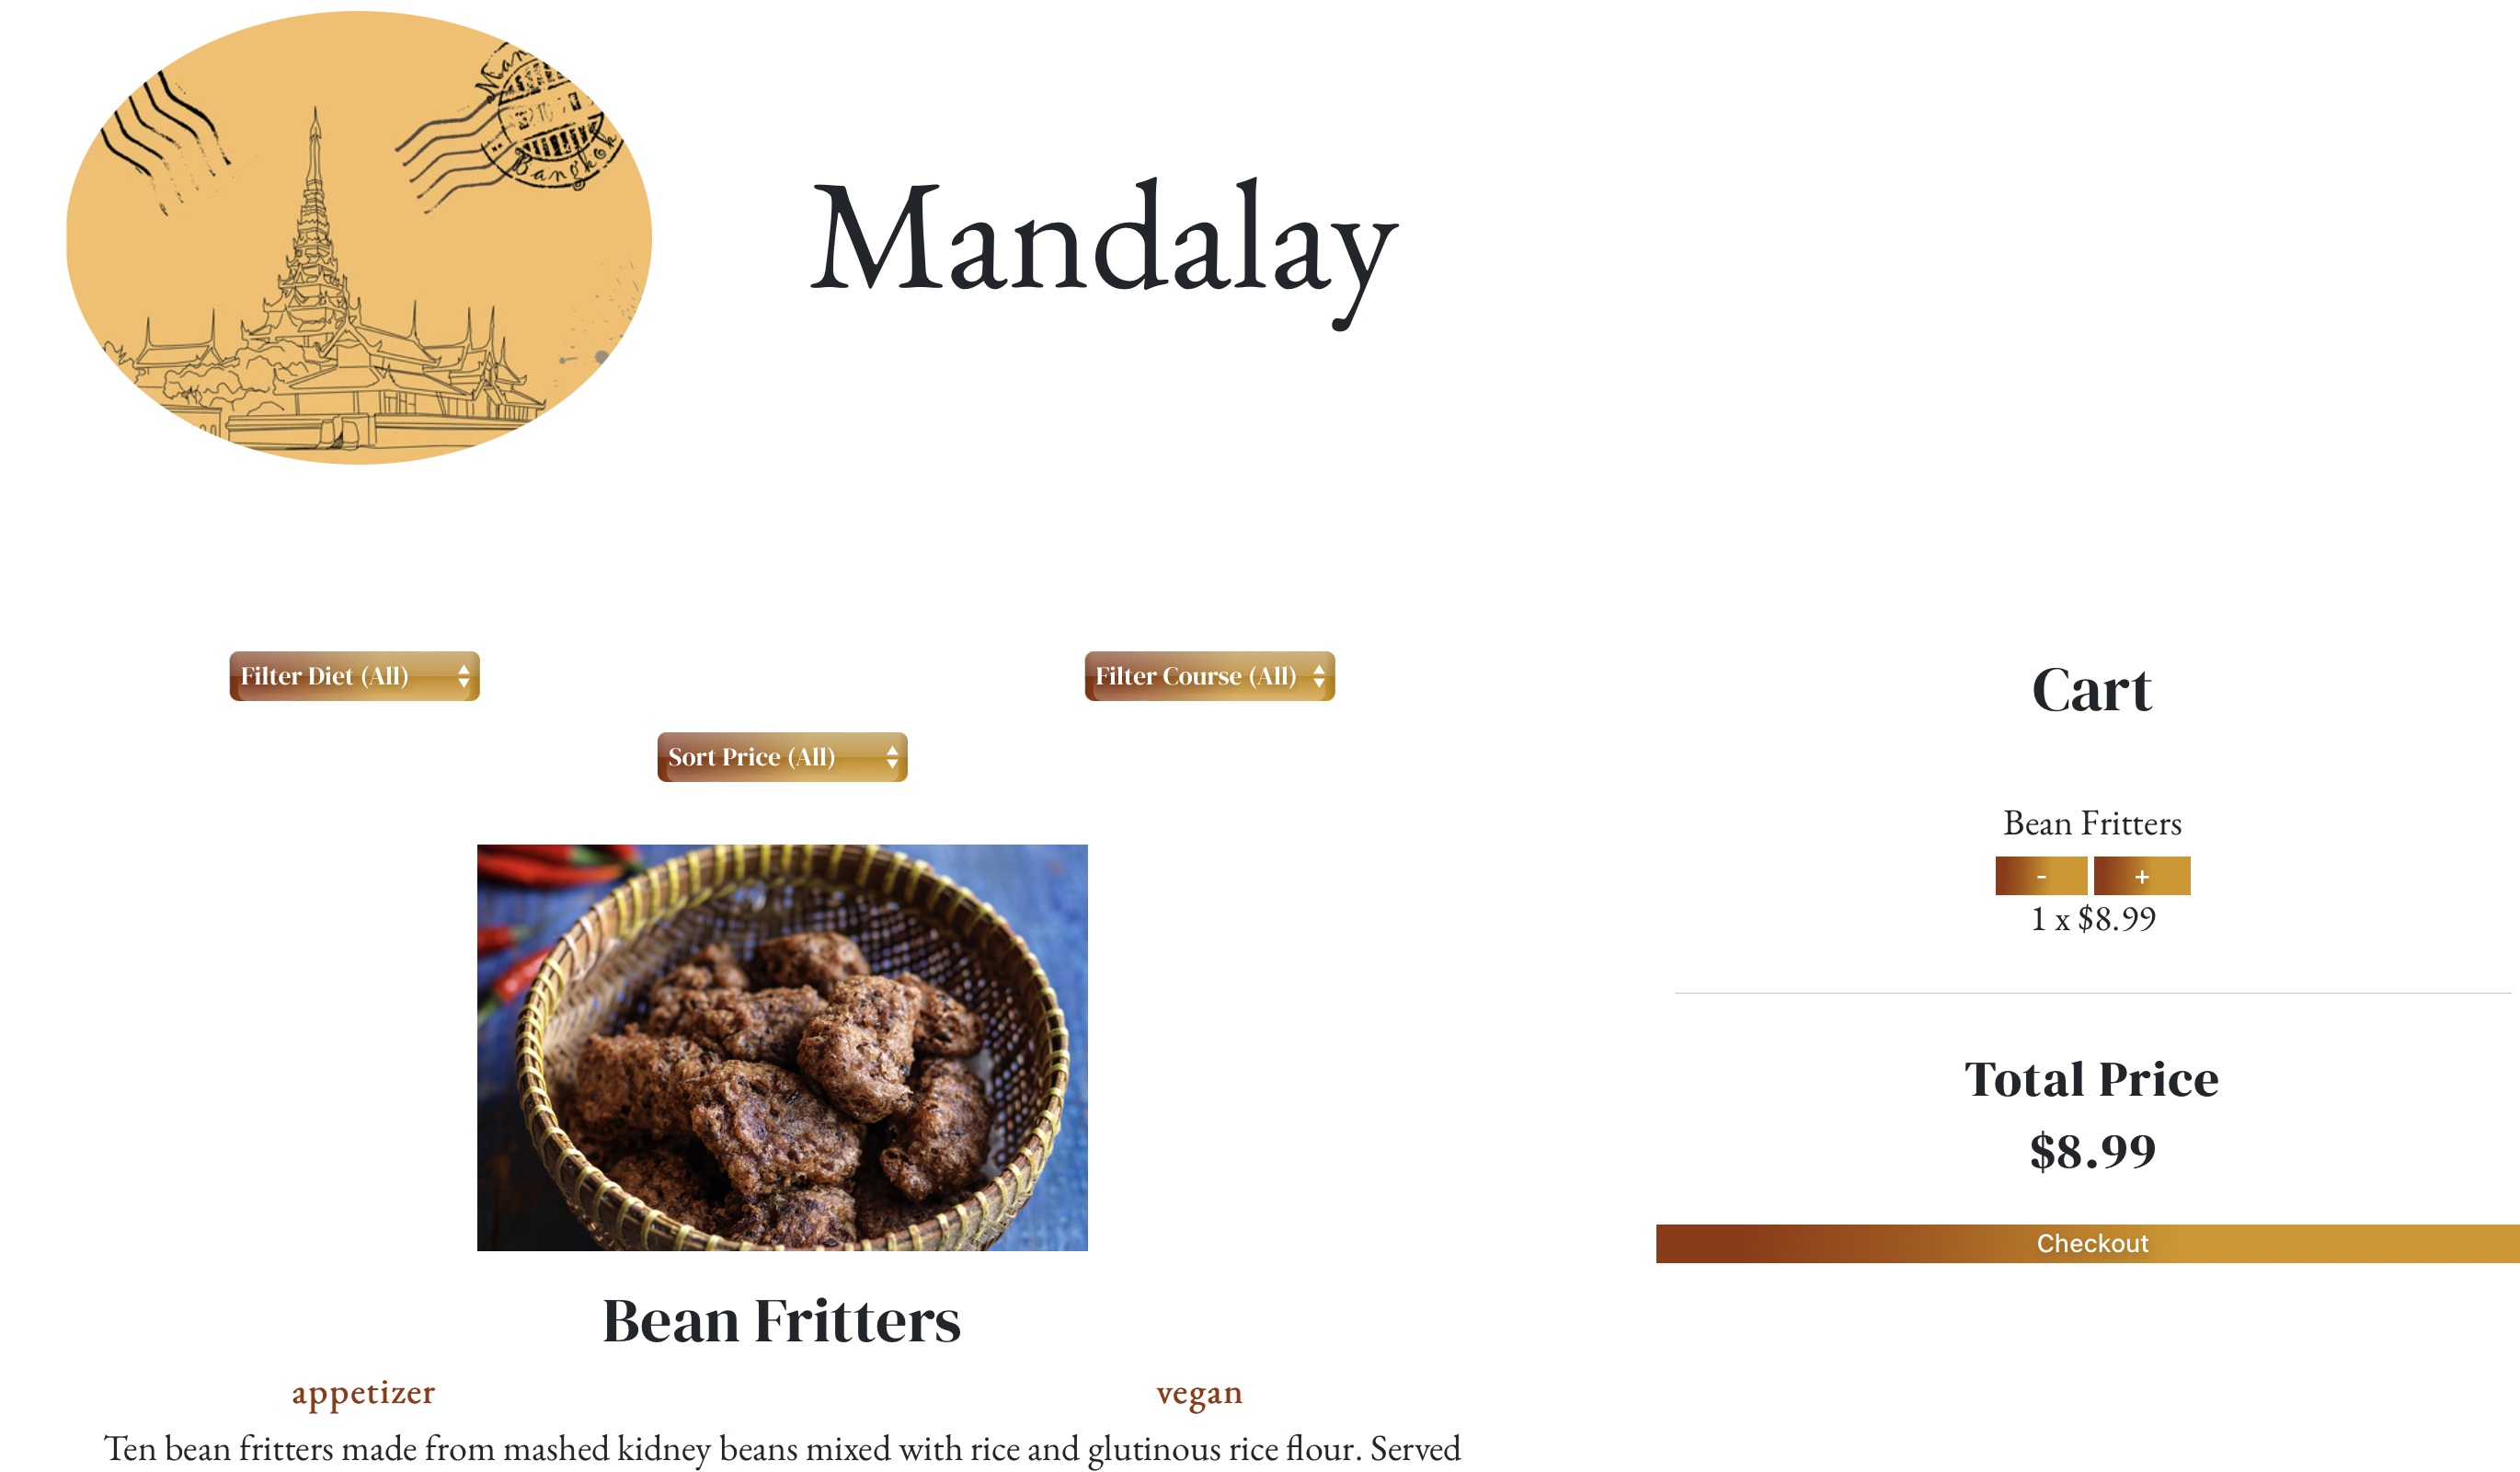 Bangkok
Mandalay
Filter Diet (All)
Filter Course (All)
Sort Price (All)
Cart
Bean Fritters
- +
1 x $8.99
Total Price
$8.99
Checkout
Bean Fritters
appetizer
vegan
Ten bean fritters made from mashed kidney beans mixed with rice and glutinous rice flour. Served